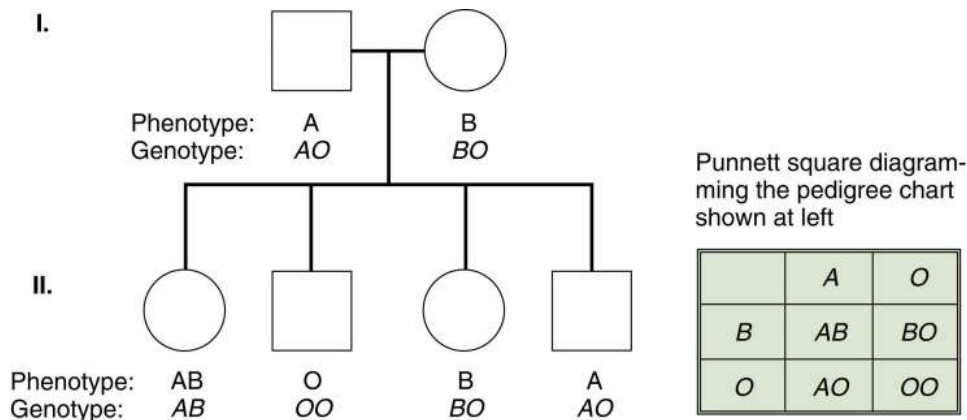 I.
Phenotype: A B
Genotype: AO BO
Punnett square diagram-
ming the pedigree chart
shown at left
A O
B AB BO
O AO OO
II.
Phenotype: AB O B A
Genotype: AB OO BO AO